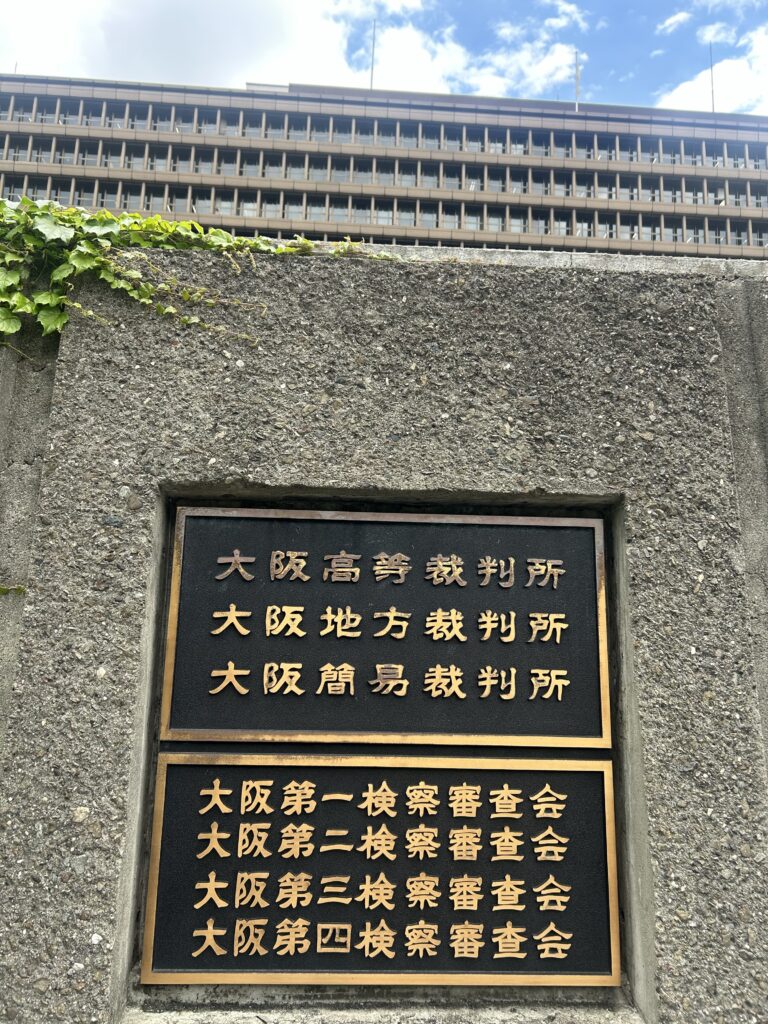 大阪高等裁判所
大阪地方裁判所
大阪簡易裁判所
大阪第一検察審査会
大阪第二検察審査会
大阪第三検察審査会
大阪第四検察審査会